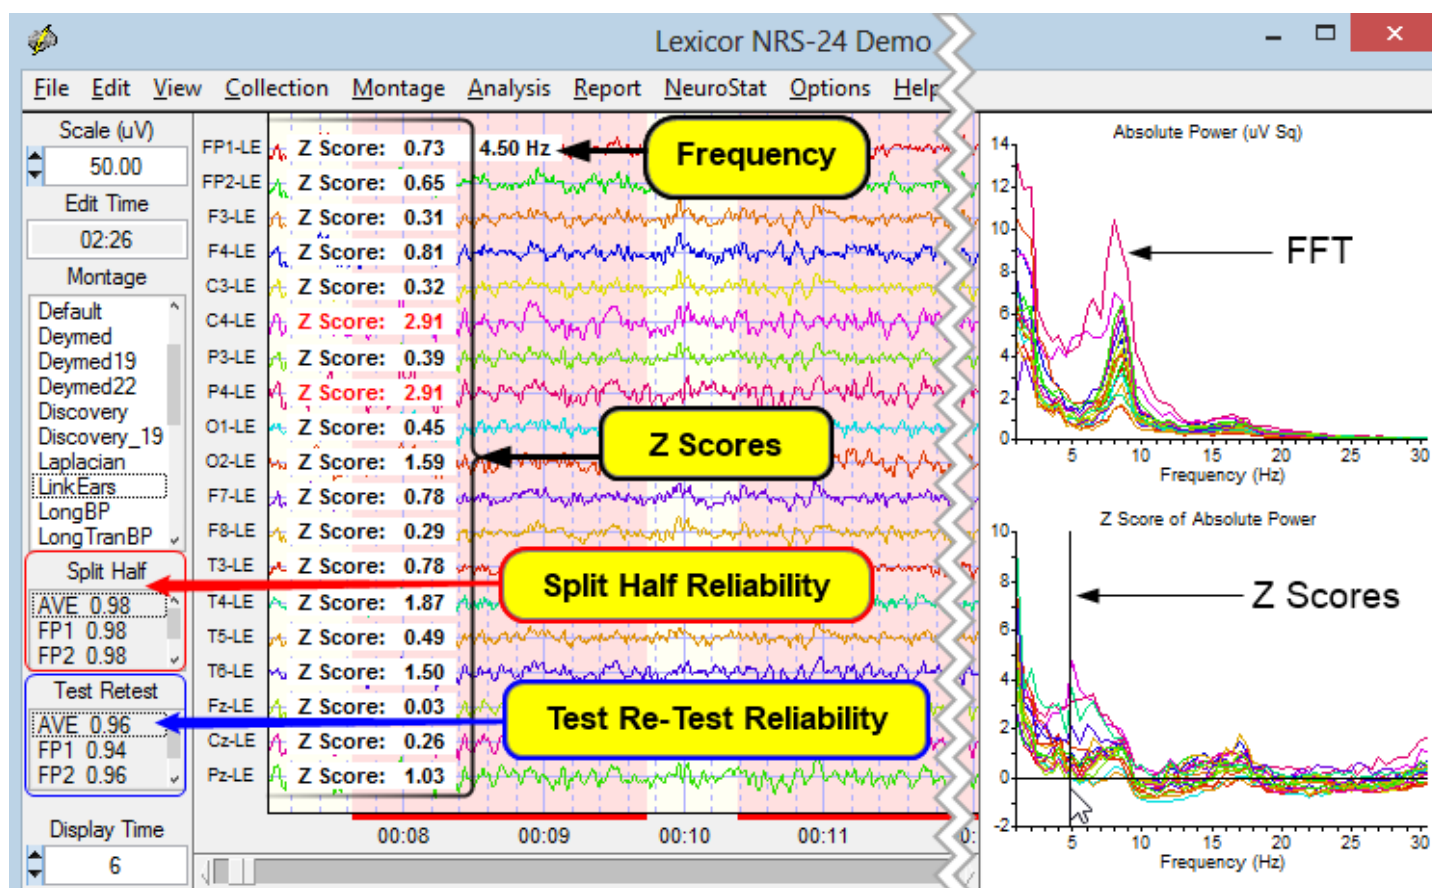 Lexicor NRS-24 Demo
File Edit View Collection Montage Analysis Report NeuroStat Options Help
Scale (uV)
50.00
Edit Time
02:26
Montage
Default
Deymed
Deymed19
Deymed22
Discovery
Discovery_19
Laplacian
LinkEars
LongBP
LongTranBP
Split Half
AVE 0.98
FP1 0.98
FP2 0.98
Test Retest
AVE 0.96
FP1 0.94
FP2 0.96
Display Time
6
FP1-LE Z Score: 0.73 4.50 Hz
FP2-LE Z Score: 0.65
F3-LE Z Score: 0.31
F4-LE Z Score: 0.81
C3-LE Z Score: 0.32
C4-LE Z Score: 2.91
P3-LE Z Score: 0.39
P4-LE Z Score: 2.91
O1-LE Z Score: 0.45
O2-LE Z Score: 1.59
F7-LE Z Score: 0.78
F8-LE Z Score: 0.29
T3-LE Z Score: 0.78
T4-LE Z Score: 1.87
T5-LE Z Score: 0.49
T6-LE Z Score: 1.50
Fz-LE Z Score: 0.03
Cz-LE Z Score: 0.26
Pz-LE Z Score: 1.03
Frequency
Z Scores
Split Half Reliability
Test Re-Test Reliability
00:08 00:09 00:10 00:11 0:
Absolute Power (uV Sq)
14
12
10
8
6
4
2
0
FFT
5 10 15 20 25 30
Frequency (Hz)
Z Score of Absolute Power
10
8
6
4
2
0
-2
Z Scores
5 10 15 20 25 30
Frequency (Hz)